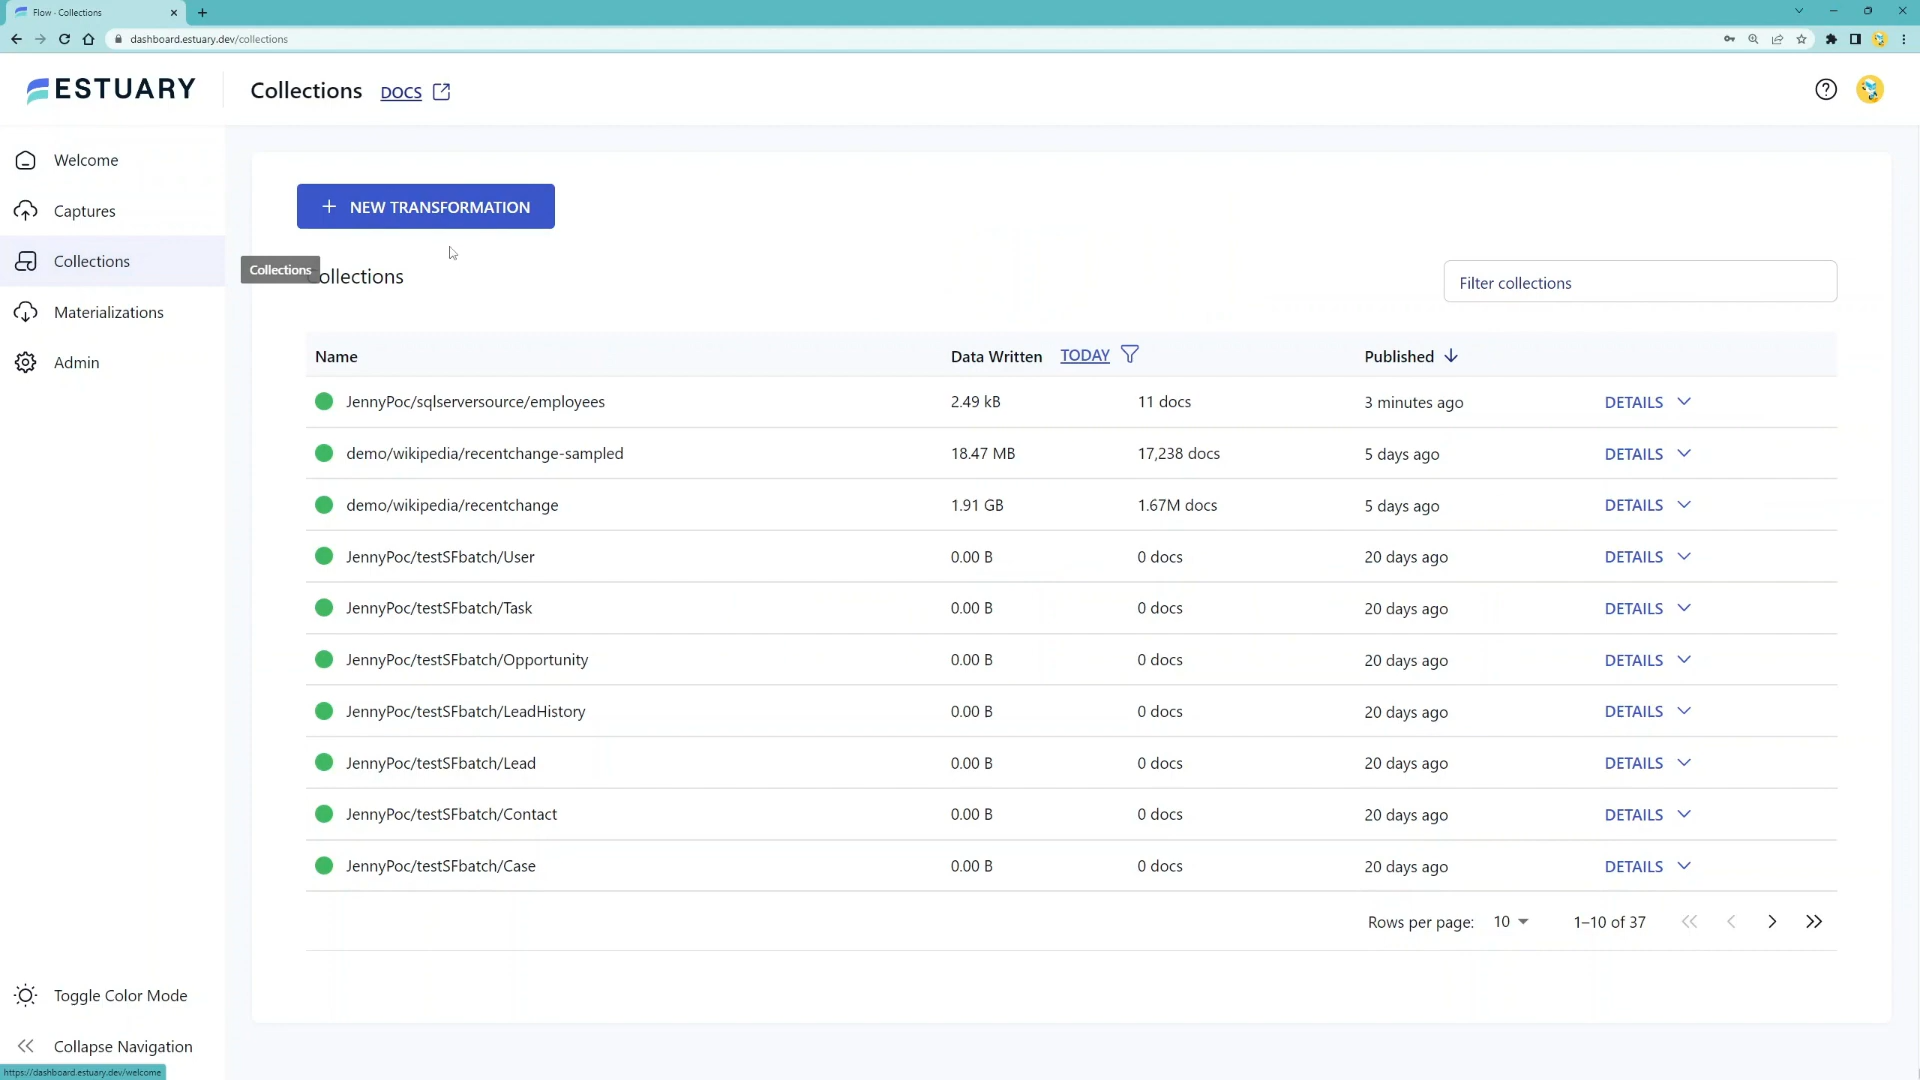 Flow · Collections
dashboard.estuary.dev/collections
ESTUARY
Collections DOCS
Welcome
Captures
Collections
Materializations
Admin
Toggle Color Mode
Collapse Navigation
https://dashboard.estuary.dev/welcome
NEW TRANSFORMATION
Collections
ollections
Filter collections
Name Data Written TODAY Published
JennyPoc/sqlserversource/employees 2.49 kB 11 docs 3 minutes ago DETAILS
demo/wikipedia/recentchange-sampled 18.47 MB 17,238 docs 5 days ago DETAILS
demo/wikipedia/recentchange 1.91 GB 1.67M docs 5 days ago DETAILS
JennyPoc/testSFbatch/User 0.00 B 0 docs 20 days ago DETAILS
JennyPoc/testSFbatch/Task 0.00 B 0 docs 20 days ago DETAILS
JennyPoc/testSFbatch/Opportunity 0.00 B 0 docs 20 days ago DETAILS
JennyPoc/testSFbatch/LeadHistory 0.00 B 0 docs 20 days ago DETAILS
JennyPoc/testSFbatch/Lead 0.00 B 0 docs 20 days ago DETAILS
JennyPoc/testSFbatch/Contact 0.00 B 0 docs 20 days ago DETAILS
JennyPoc/testSFbatch/Case 0.00 B 0 docs 20 days ago DETAILS
Rows per page: 10 1–10 of 37